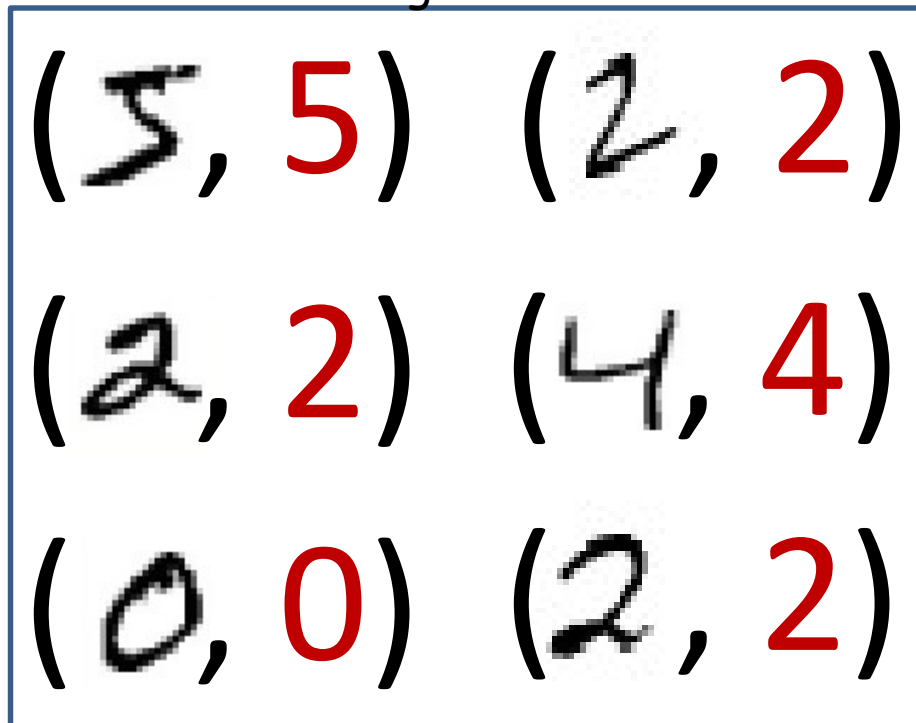 (5, 5) (2, 2)
(2, 2) (4, 4)
(0, 0) (2, 2)